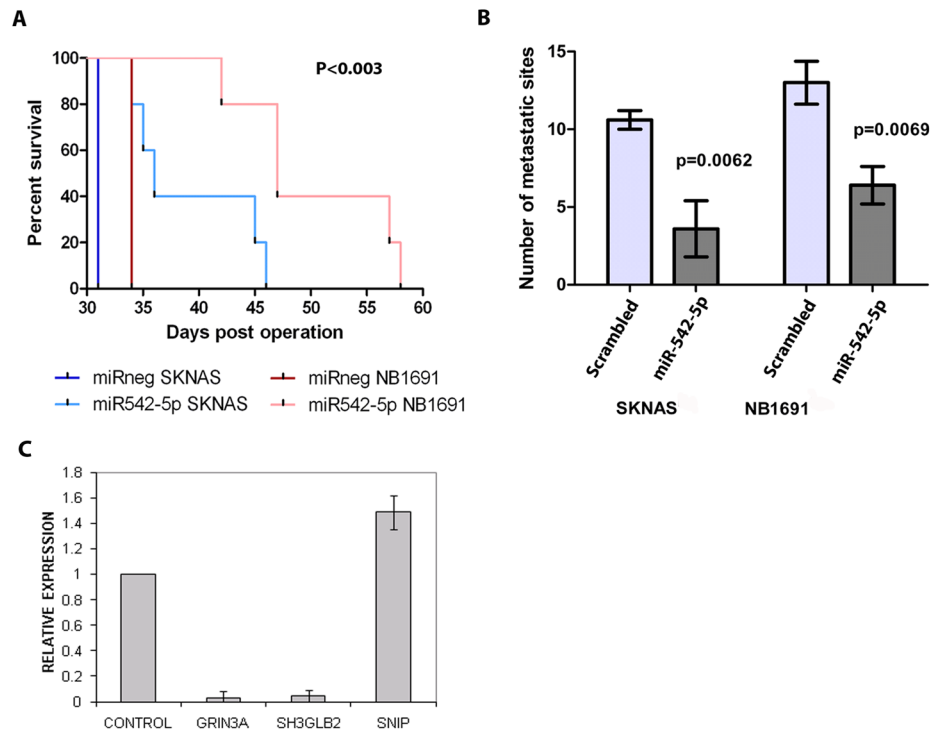 A
P<0.003
Percent survival
100
80
60
40
20
0
30 35 40 45 50 55 60
Days post operation
miRneg SKNAS
miRneg NB1691
miR542-5p SKNAS
miR542-5p NB1691
B
Number of metastatic sites
15
10
5
0
p=0.0062
p=0.0069
Scrambled
miR-542-5p
Scrambled
miR-542-5p
SKNAS
NB1691
C
RELATIVE EXPRESSION
1.8
1.6
1.4
1.2
1
0.8
0.6
0.4
0.2
0
CONTROL GRIN3A SH3GLB2 SNIP